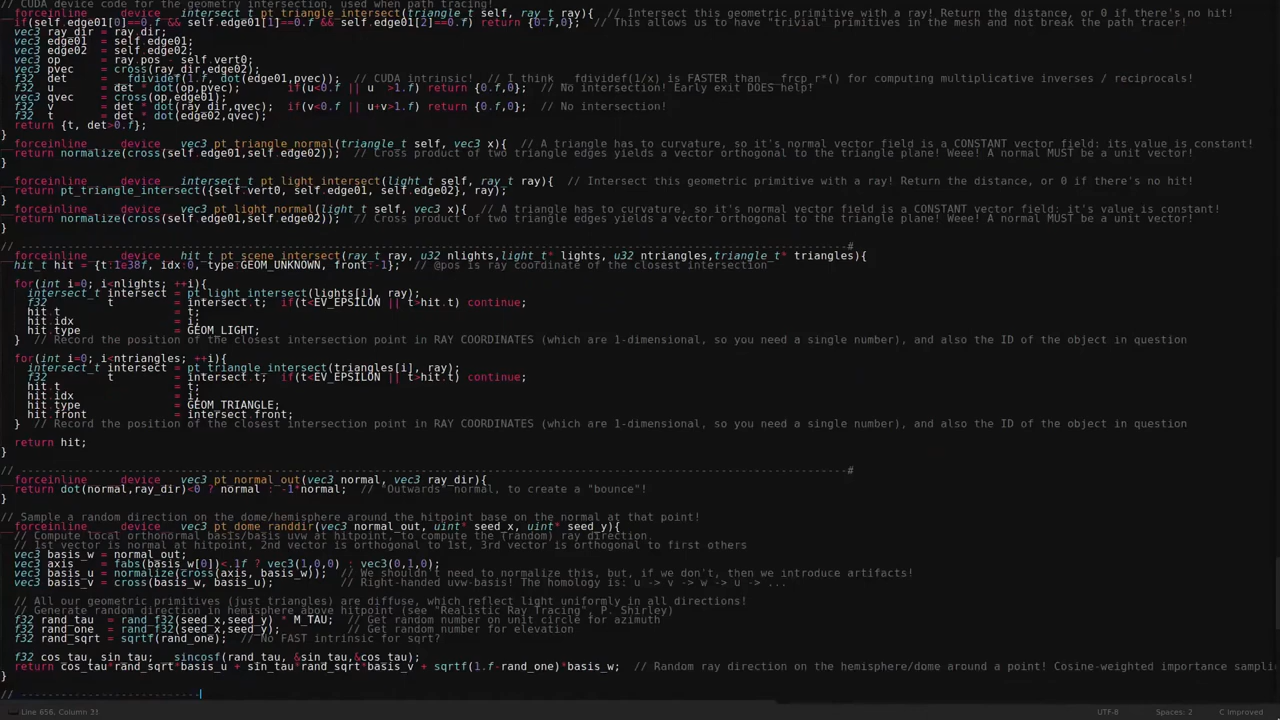 // CUDA device code for the geometry intersection, used when path tracing!
__forceinline__ __device__ intersect_t pt_triangle_intersect(triangle_t self, ray_t ray){  // Intersect this geometric primitive with a ray! Return the distance, or 0 if there's no hit!
  if(self.edge01[0]==0.f && self.edge01[1]==0.f && self.edge01[2]==0.f) return {0.f,0};  // This allows us to have "trivial" primitives in the mesh and not break the path tracer!
  vec3 ray_dir = ray.dir;
  vec3 edge01  = self.edge01;
  vec3 edge02  = self.edge02;
  vec3 op      = ray.pos - self.vert0;
  vec3 pvec    = cross(ray_dir,edge02);
  f32  det     = __fdividef(1.f, dot(edge01,pvec));  // CUDA intrinsic!  // I think __fdividef(1/x) is FASTER than __frcp_r*() for computing multiplicative inverses / reciprocals!
  f32  u       = det * dot(op,pvec);       if(u<0.f || u  >1.f) return {0.f,0};  // No intersection! Early exit DOES help!
  vec3 qvec    = cross(op,edge01);
  f32  v       = det * dot(ray_dir,qvec);  if(v<0.f || u+v>1.f) return {0.f,0};  // No intersection!
  f32  t       = det * dot(edge02,qvec);
  return {t, det>0.f};
}
__forceinline__ __device__ vec3 pt_triangle_normal(triangle_t self, vec3 x){  // A triangle has to curvature, so it's normal vector field is a CONSTANT vector field: its value is constant!
  return normalize(cross(self.edge01,self.edge02));  // Cross product of two triangle edges yields a vector orthogonal to the triangle plane! Weee! A normal MUST be a unit vector!
}
__forceinline__ __device__ intersect_t pt_light_intersect(light_t self, ray_t ray){  // Intersect this geometric primitive with a ray! Return the distance, or 0 if there's no hit!
  return pt_triangle_intersect({self.vert0, self.edge01, self.edge02}, ray);
}
__forceinline__ __device__ vec3 pt_light_normal(light_t self, vec3 x){  // A triangle has to curvature, so it's normal vector field is a CONSTANT vector field: it's value is constant!
  return normalize(cross(self.edge01,self.edge02));  // Cross product of two triangle edges yields a vector orthogonal to the triangle plane! Weee! A normal MUST be a unit vector!
}
// ---------------------------------------------------------------------------------------------------------------------------#
__forceinline__ __device__ hit_t pt_scene_intersect(ray_t ray, u32 nlights,light_t* lights, u32 ntriangles,triangle_t* triangles){
  hit_t hit = {t:1e38f, idx:0, type:GEOM_UNKNOWN, front:-1};  // @pos is ray coordinate of the closest intersection
  for(int i=0; i<nlights; ++i){
    intersect_t intersect = pt_light_intersect(lights[i], ray);
    f32         t         = intersect.t;  if(t<EV_EPSILON || t>hit.t) continue;
    hit.t                 = t;
    hit.idx               = i;
    hit.type              = GEOM_LIGHT;
  }  // Record the position of the closest intersection point in RAY COORDINATES (which are 1-dimensional, so you need a single number), and also the ID of the object in question
  for(int i=0; i<ntriangles; ++i){
    intersect_t intersect = pt_triangle_intersect(triangles[i], ray);
    f32         t         = intersect.t;  if(t<EV_EPSILON || t>hit.t) continue;
    hit.t                 = t;
    hit.idx               = i;
    hit.type              = GEOM_TRIANGLE;
    hit.front             = intersect.front;
  }  // Record the position of the closest intersection point in RAY COORDINATES (which are 1-dimensional, so you need a single number), and also the ID of the object in question
  return hit;
}
// ---------------------------------------------------------------------------------------------------------------------------#
__forceinline__ __device__ vec3 pt_normal_out(vec3 normal, vec3 ray_dir){
  return dot(normal,ray_dir)<0 ? normal : -1*normal;  // "Outwards" normal, to create a "bounce"!
}
// Sample a random direction on the dome/hemisphere around the hitpoint base on the normal at that point!
__forceinline__ __device__ vec3 pt_dome_randdir(vec3 normal_out, uint* seed_x, uint* seed_y){
  // Compute local orthonormal basis/basis uvw at hitpoint, to compute the (random) ray direction.
  // 1st vector is normal at hitpoint, 2nd vector is orthogonal to 1st, 3rd vector is orthogonal to first others
  vec3 basis_w = normal_out;
  vec3 axis    = fabs(basis_w[0])<.1f ? vec3(1,0,0) : vec3(0,1,0);
  vec3 basis_u = normalize(cross(axis, basis_w));  // We shouldn't need to normalize this, but, if we don't, then we introduce artifacts!
  vec3 basis_v = cross(basis_w, basis_u);          // Right-handed uvw-basis! The homology is: u -> v -> w -> u -> ...
  // All our geometric primitives (just triangles) are diffuse, which reflect light uniformly in all directions!
  // Generate random direction in hemisphere above hitpoint (see "Realistic Ray Tracing", P. Shirley)
  f32 rand_tau  = rand_f32(seed_x,seed_y) * M_TAU;  // Get random number on unit circle for azimuth
  f32 rand_one  = rand_f32(seed_x,seed_y);          // Get random number for elevation
  f32 rand_sqrt = sqrtf(rand_one);  // No FAST intrinsic for sqrt?
  f32 cos_tau, sin_tau; __sincosf(rand_tau, &sin_tau,&cos_tau);
  return cos_tau*rand_sqrt*basis_u + sin_tau*rand_sqrt*basis_v + sqrtf(1.f-rand_one)*basis_w;  // Random ray direction on the hemisphere/dome around a point! Cosine-weighted importance sampli
}
// ---------------------------
Line 656, Column 31
UTF-8
Spaces: 2
C Improved